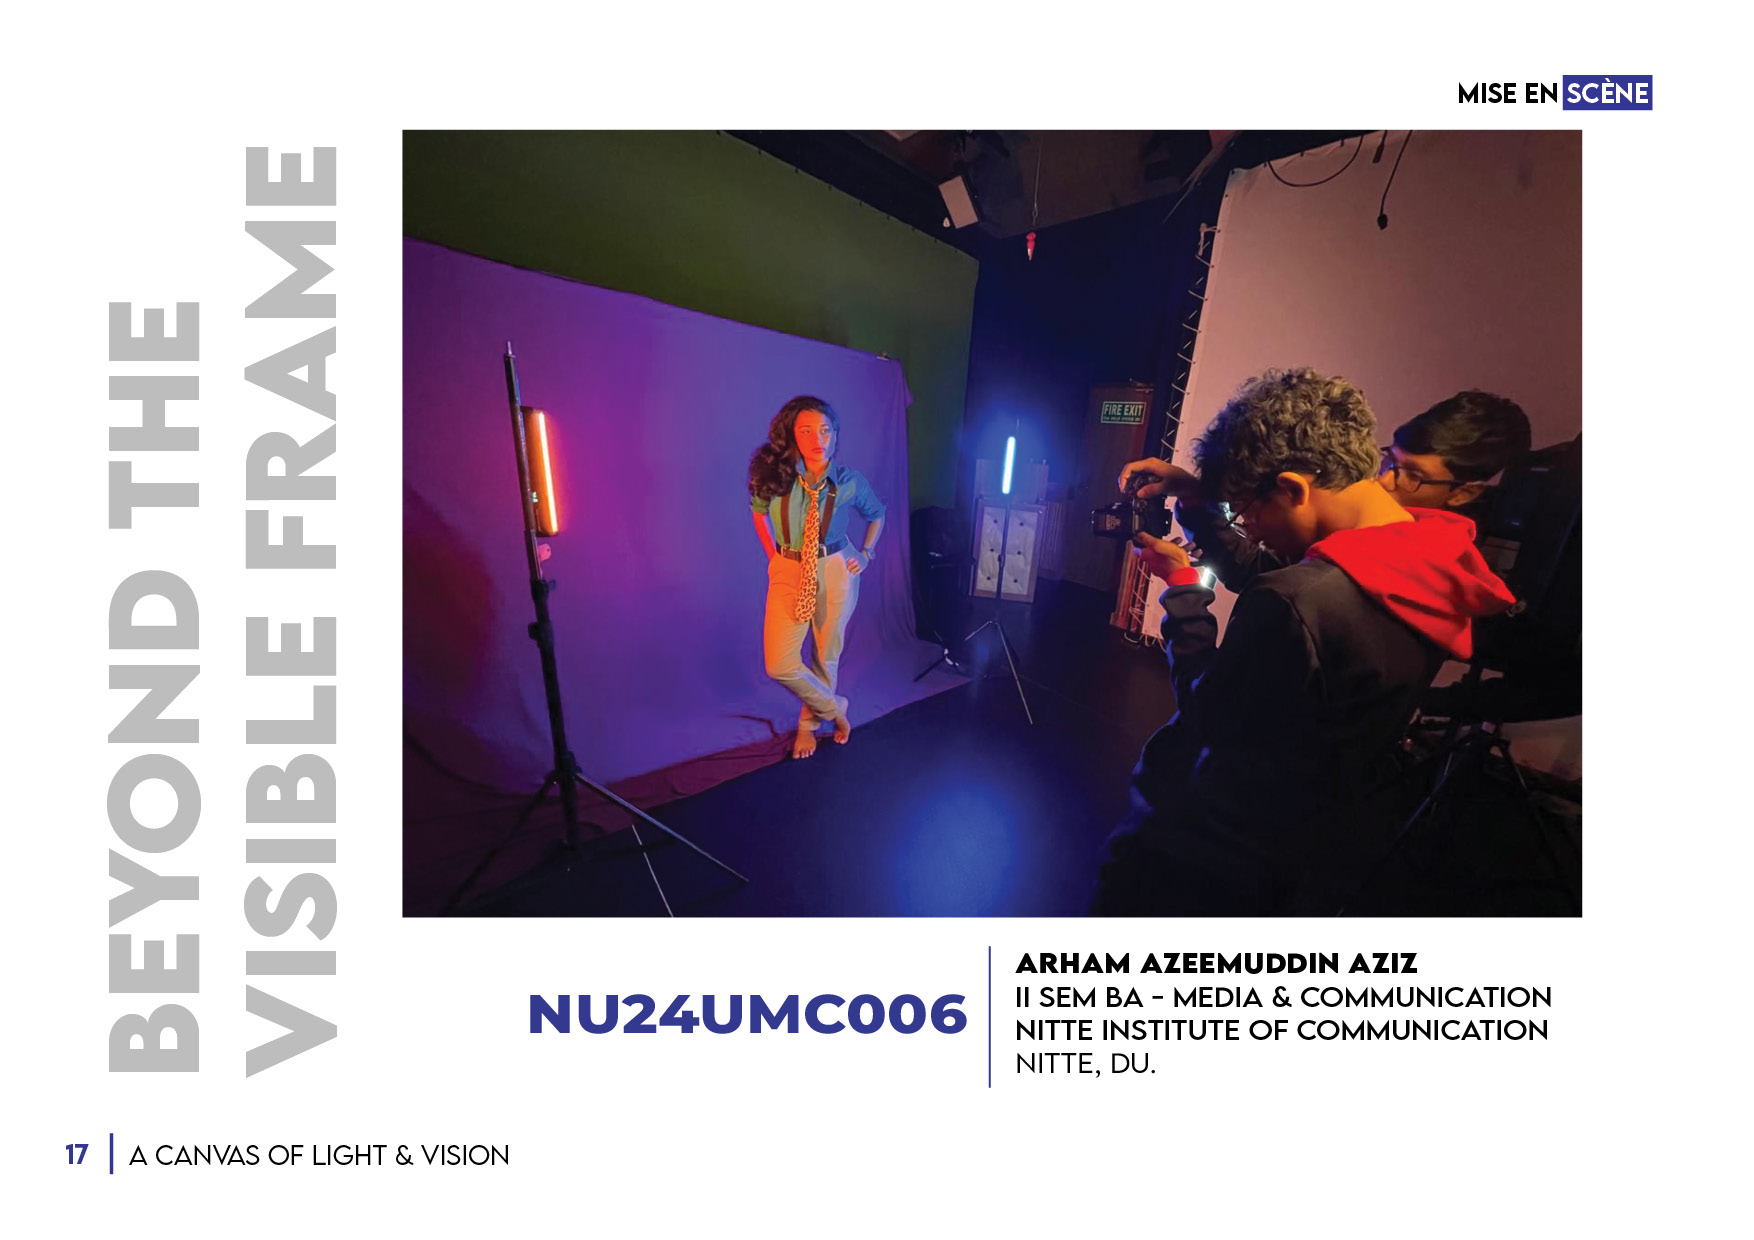 MISE EN SCÈNE
BEYOND THE
VISIBLE FRAME
FIRE EXIT
NU24UMC006
ARHAM AZEEMUDDIN AZIZ
II SEM BA - MEDIA & COMMUNICATION
NITTE INSTITUTE OF COMMUNICATION
NITTE, DU.
17 | A CANVAS OF LIGHT & VISION